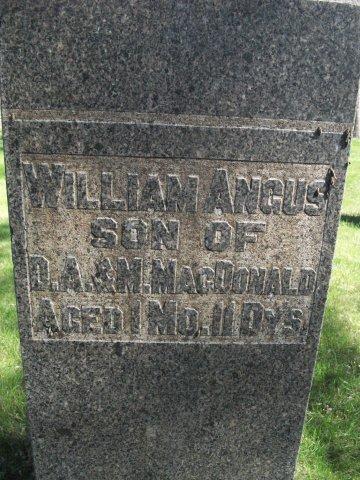 WILLIAM ANGUS
SON OF
D.A.&M. MACDONALD
AGED 1 MO. 11 DYS.